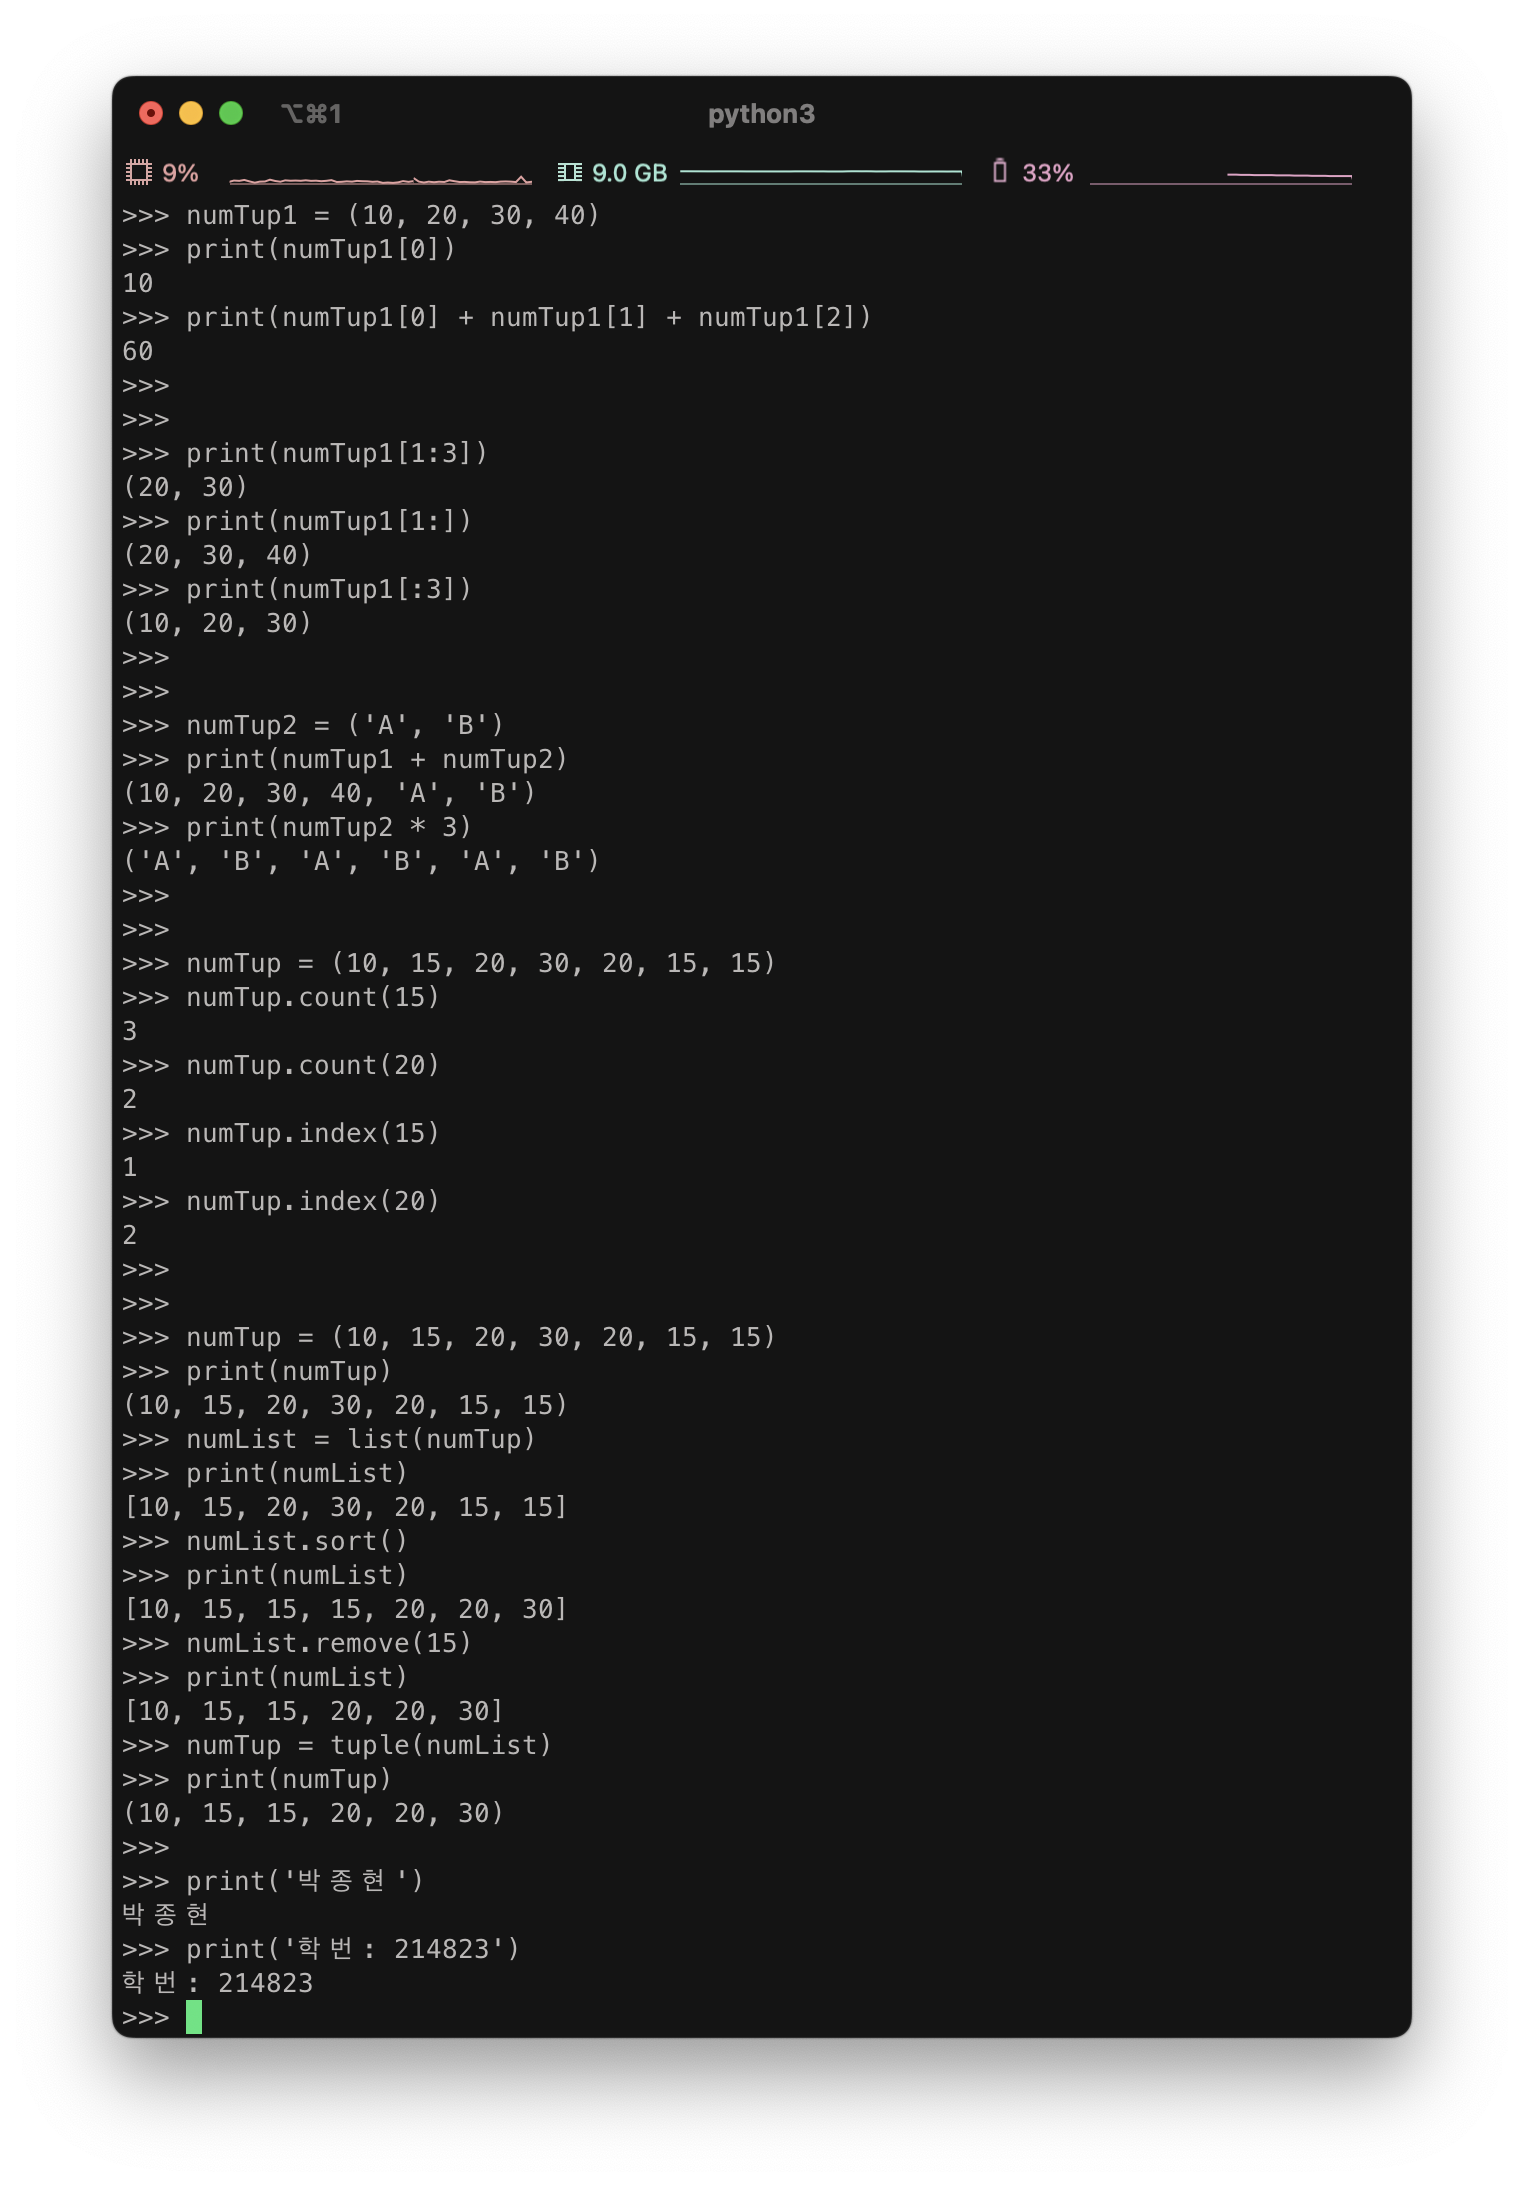 ⌥⌘1 python3
9% 9.0 GB 33%
>>> numTup1 = (10, 20, 30, 40)
>>> print(numTup1[0])
10
>>> print(numTup1[0] + numTup1[1] + numTup1[2])
60
>>>
>>>
>>> print(numTup1[1:3])
(20, 30)
>>> print(numTup1[1:])
(20, 30, 40)
>>> print(numTup1[:3])
(10, 20, 30)
>>>
>>>
>>> numTup2 = ('A', 'B')
>>> print(numTup1 + numTup2)
(10, 20, 30, 40, 'A', 'B')
>>> print(numTup2 * 3)
('A', 'B', 'A', 'B', 'A', 'B')
>>>
>>>
>>> numTup = (10, 15, 20, 30, 20, 15, 15)
>>> numTup.count(15)
3
>>> numTup.count(20)
2
>>> numTup.index(15)
1
>>> numTup.index(20)
2
>>>
>>>
>>> numTup = (10, 15, 20, 30, 20, 15, 15)
>>> print(numTup)
(10, 15, 20, 30, 20, 15, 15)
>>> numList = list(numTup)
>>> print(numList)
[10, 15, 20, 30, 20, 15, 15]
>>> numList.sort()
>>> print(numList)
[10, 15, 15, 15, 20, 20, 30]
>>> numList.remove(15)
>>> print(numList)
[10, 15, 15, 20, 20, 30]
>>> numTup = tuple(numList)
>>> print(numTup)
(10, 15, 15, 20, 20, 30)
>>>
>>> print('박종현')
박종현
>>> print('학번: 214823')
학번: 214823
>>>